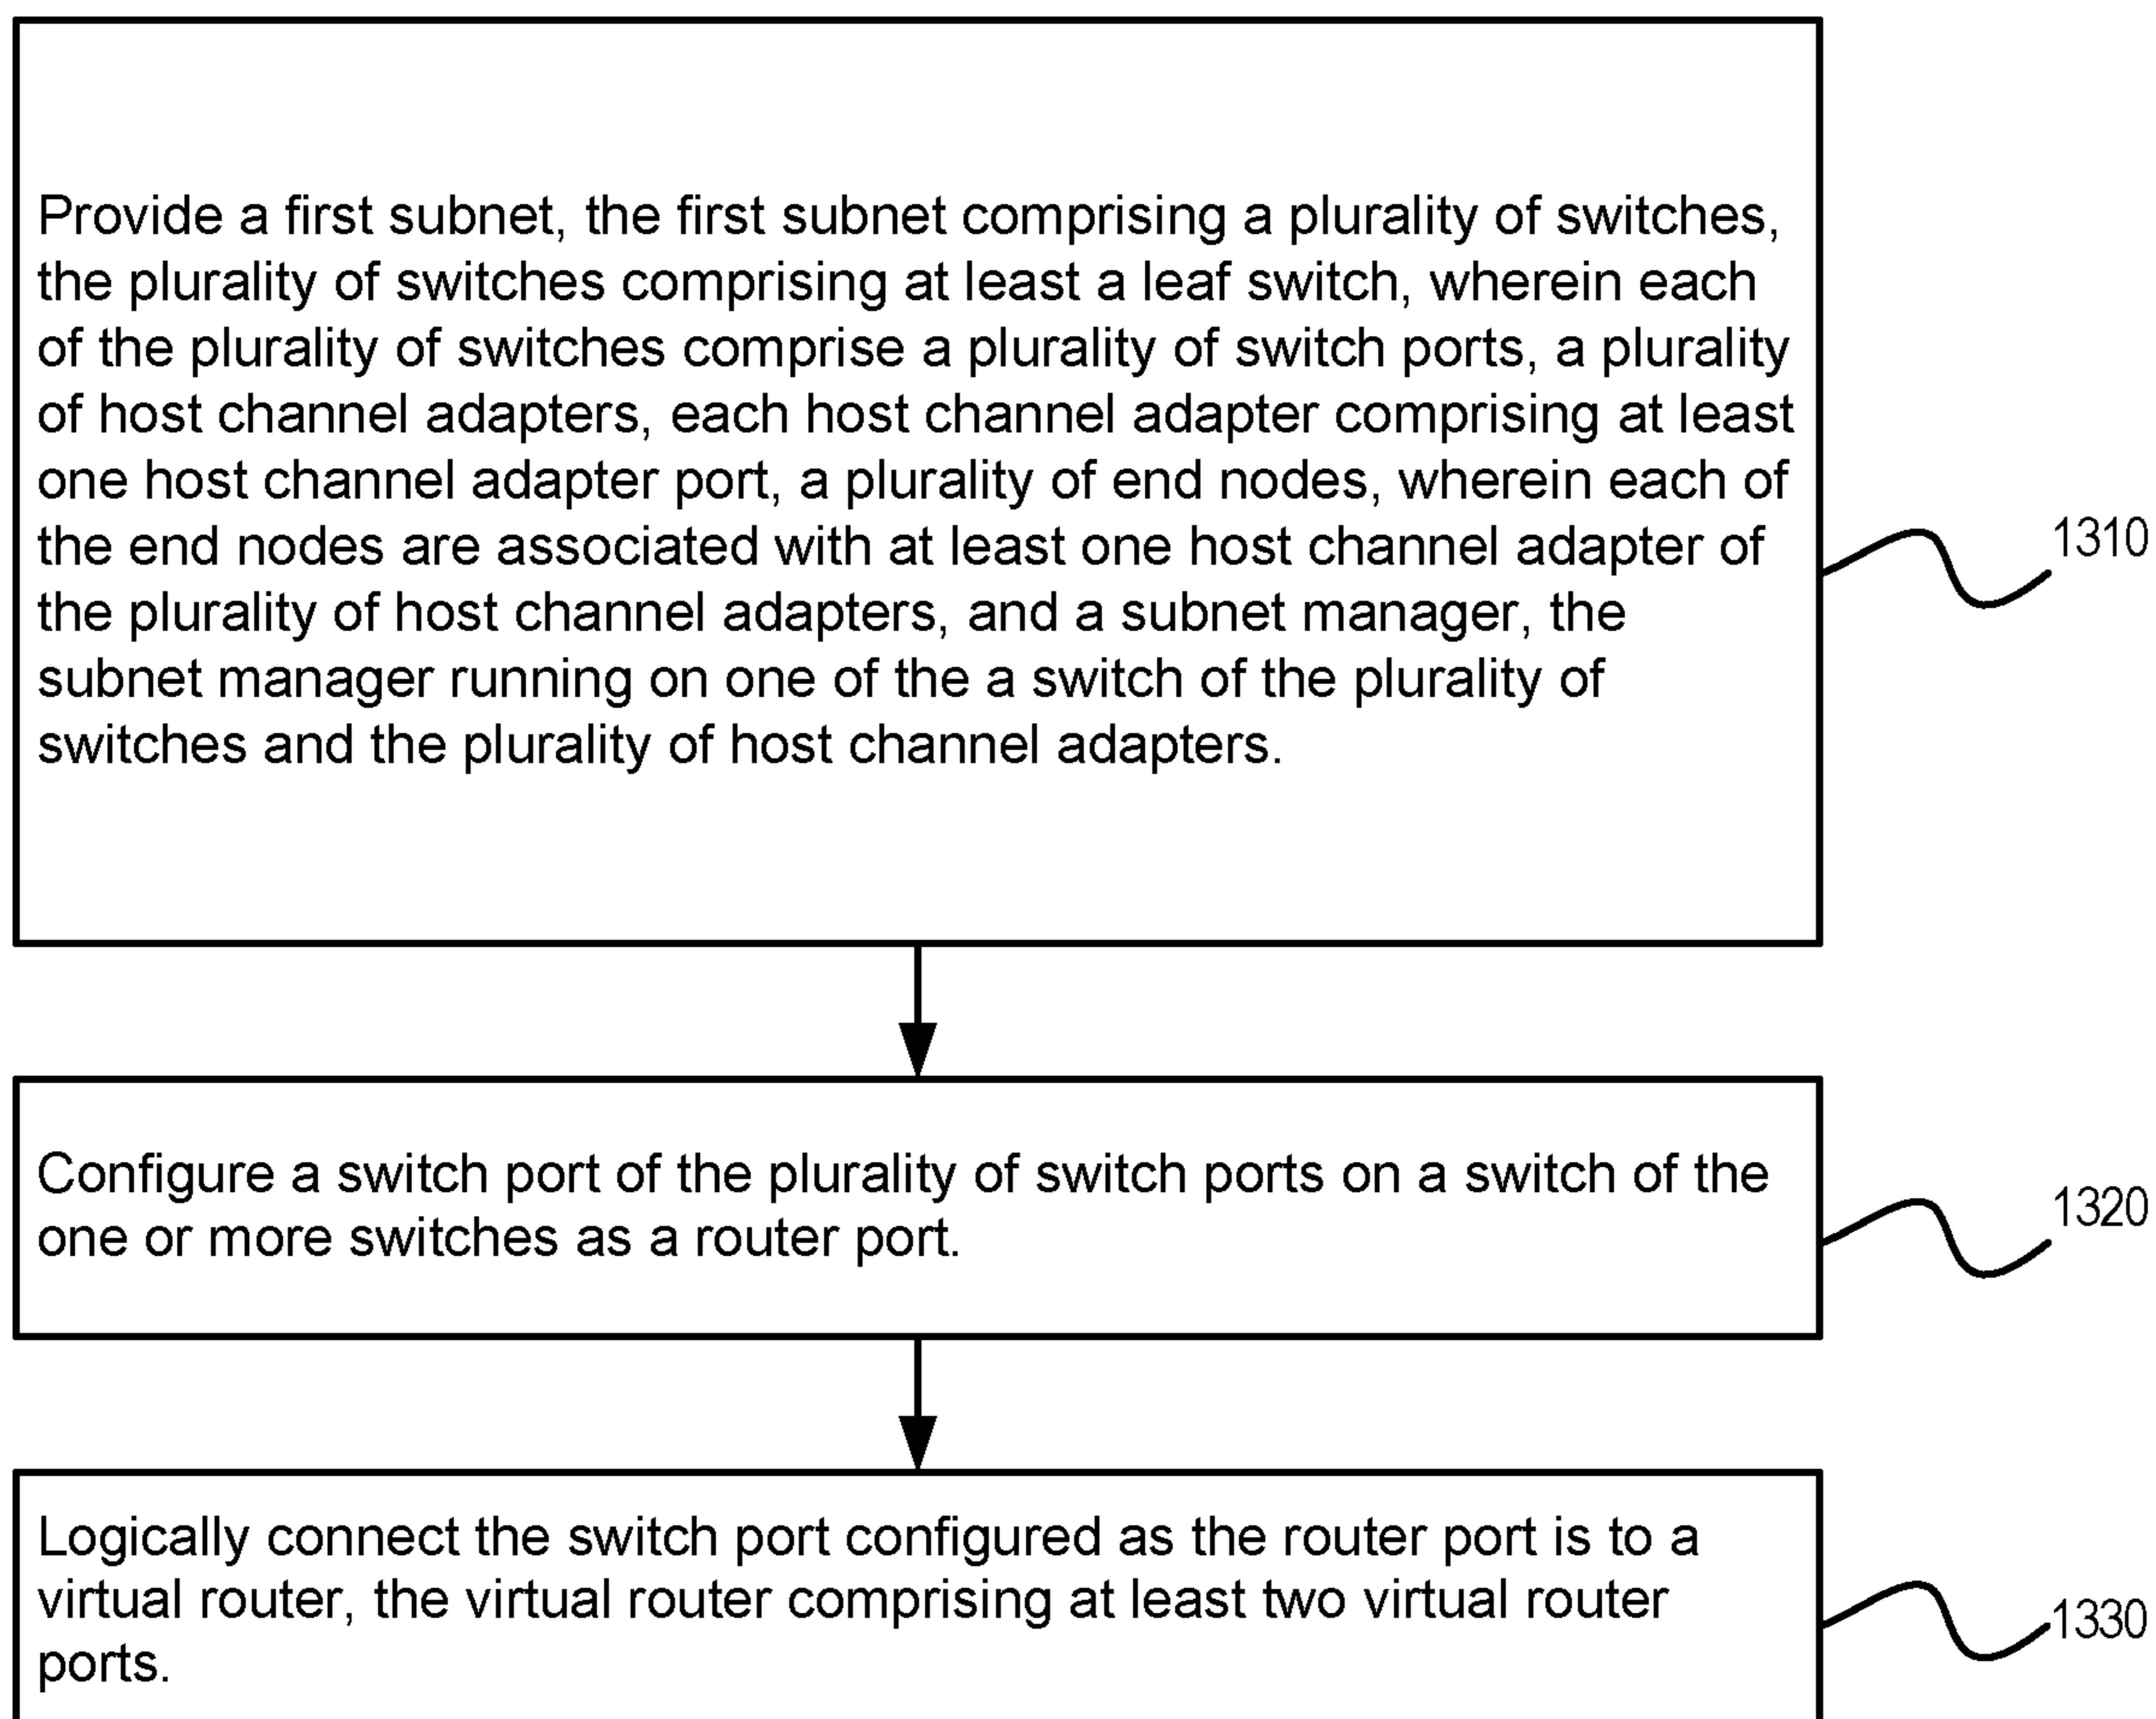 Provide a first subnet, the first subnet comprising a plurality of switches,
the plurality of switches comprising at least a leaf switch, wherein each
of the plurality of switches comprise a plurality of switch ports, a plurality
of host channel adapters, each host channel adapter comprising at least
one host channel adapter port, a plurality of end nodes, wherein each of
the end nodes are associated with at least one host channel adapter of
the plurality of host channel adapters, and a subnet manager, the
subnet manager running on one of the a switch of the plurality of
switches and the plurality of host channel adapters.
1310
Configure a switch port of the plurality of switch ports on a switch of the
one or more switches as a router port.
1320
Logically connect the switch port configured as the router port is to a
virtual router, the virtual router comprising at least two virtual router
ports.
1330